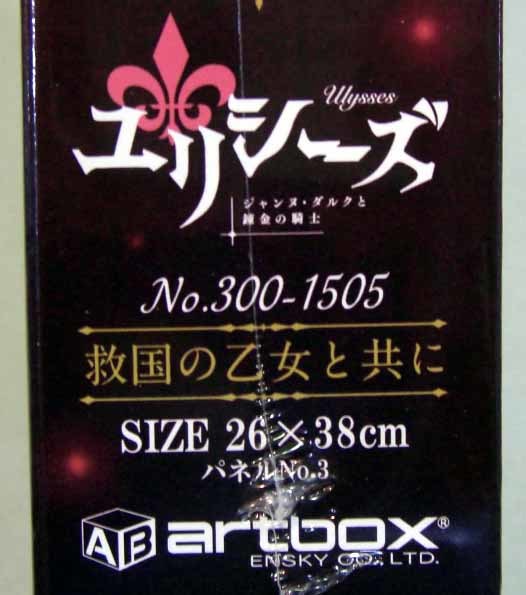 Ulysses
ユリシーズ
ジャンヌ・ダルクと
錬金の騎士
No.300-1505
救国の乙女と共に
SIZE 26×38cm
パネルNo.3
AB artbox®
ENSKY CO., LTD.